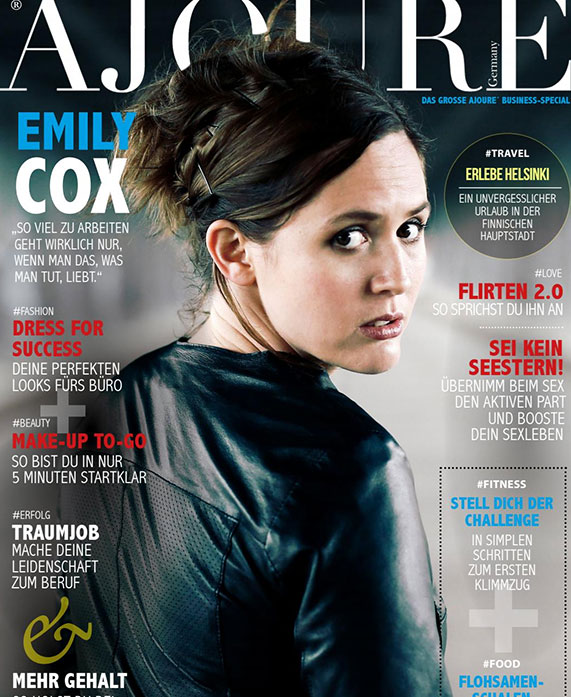 ®
AJOURE
Germany
DAS GROSSE AJOURE´ BUSINESS-SPECIAL
EMILY
COX
„SO VIEL ZU ARBEITEN
GEHT WIRKLICH NUR,
WENN MAN DAS, WAS
MAN TUT, LIEBT.“
#FASHION
DRESS FOR
SUCCESS
DEINE PERFEKTEN
LOOKS FÜRS BÜRO
+
#BEAUTY
MAKE-UP TO-GO
SO BIST DU IN NUR
5 MINUTEN STARTKLAR
#ERFOLG
TRAUMJOB
MACHE DEINE
LEIDENSCHAFT
ZUM BERUF
&
MEHR GEHALT
#TRAVEL
ERLEBE HELSINKI
EIN UNVERGESSLICHER
URLAUB IN DER
FINNISCHEN
HAUPTSTADT
#LOVE
FLIRTEN 2.0
SO SPRICHST DU IHN AN
SEI KEIN
SEESTERN!
ÜBERNIMM BEIM SEX
DEN AKTIVEN PART
UND BOOSTE
DEIN SEXLEBEN
#FITNESS
STELL DICH DER
CHALLENGE
IN SIMPLEN
SCHRITTEN
ZUM ERSTEN
KLIMMZUG
+
#FOOD
FLOHSAMEN-
SCHALEN